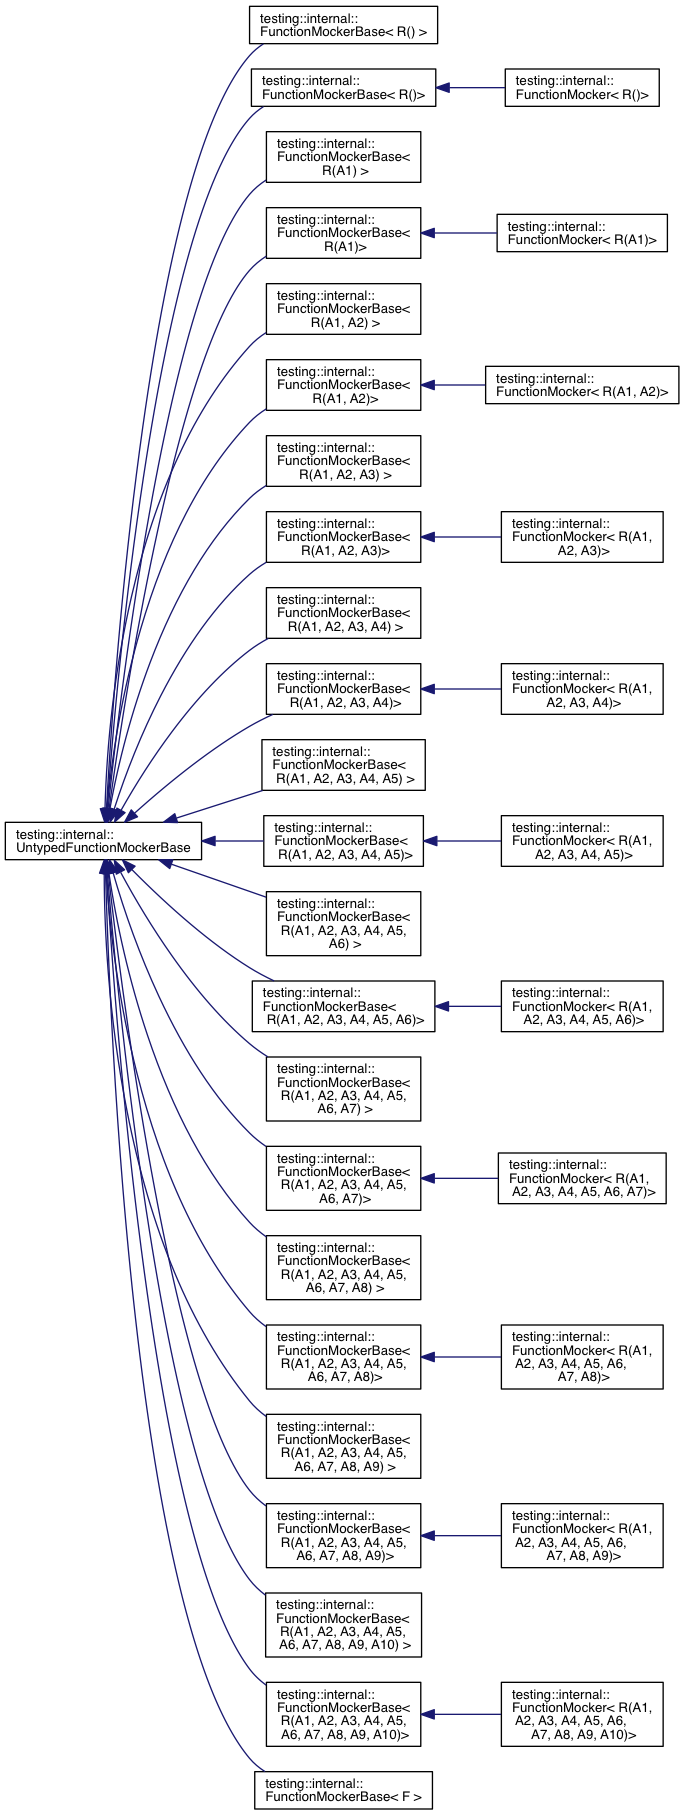 testing::internal::
FunctionMockerBase< R() >
testing::internal::
FunctionMockerBase< R()>
testing::internal::
FunctionMocker< R()>
testing::internal::
FunctionMockerBase<
R(A1) >
testing::internal::
FunctionMockerBase<
R(A1)>
testing::internal::
FunctionMocker< R(A1)>
testing::internal::
FunctionMockerBase<
R(A1, A2) >
testing::internal::
FunctionMockerBase<
R(A1, A2)>
testing::internal::
FunctionMocker< R(A1, A2)>
testing::internal::
FunctionMockerBase<
R(A1, A2, A3) >
testing::internal::
FunctionMockerBase<
R(A1, A2, A3)>
testing::internal::
FunctionMocker< R(A1,
A2, A3)>
testing::internal::
FunctionMockerBase<
R(A1, A2, A3, A4) >
testing::internal::
FunctionMockerBase<
R(A1, A2, A3, A4)>
testing::internal::
FunctionMocker< R(A1,
A2, A3, A4)>
testing::internal::
FunctionMockerBase<
R(A1, A2, A3, A4, A5) >
testing::internal::
UntypedFunctionMockerBase
testing::internal::
FunctionMockerBase<
R(A1, A2, A3, A4, A5)>
testing::internal::
FunctionMocker< R(A1,
A2, A3, A4, A5)>
testing::internal::
FunctionMockerBase<
R(A1, A2, A3, A4, A5,
A6) >
testing::internal::
FunctionMockerBase<
R(A1, A2, A3, A4, A5, A6)>
testing::internal::
FunctionMocker< R(A1,
A2, A3, A4, A5, A6)>
testing::internal::
FunctionMockerBase<
R(A1, A2, A3, A4, A5,
A6, A7) >
testing::internal::
FunctionMockerBase<
R(A1, A2, A3, A4, A5,
A6, A7)>
testing::internal::
FunctionMocker< R(A1,
A2, A3, A4, A5, A6, A7)>
testing::internal::
FunctionMockerBase<
R(A1, A2, A3, A4, A5,
A6, A7, A8) >
testing::internal::
FunctionMockerBase<
R(A1, A2, A3, A4, A5,
A6, A7, A8)>
testing::internal::
FunctionMocker< R(A1,
A2, A3, A4, A5, A6,
A7, A8)>
testing::internal::
FunctionMockerBase<
R(A1, A2, A3, A4, A5,
A6, A7, A8, A9) >
testing::internal::
FunctionMockerBase<
R(A1, A2, A3, A4, A5,
A6, A7, A8, A9)>
testing::internal::
FunctionMocker< R(A1,
A2, A3, A4, A5, A6,
A7, A8, A9)>
testing::internal::
FunctionMockerBase<
R(A1, A2, A3, A4, A5,
A6, A7, A8, A9, A10) >
testing::internal::
FunctionMockerBase<
R(A1, A2, A3, A4, A5,
A6, A7, A8, A9, A10)>
testing::internal::
FunctionMocker< R(A1,
A2, A3, A4, A5, A6,
A7, A8, A9, A10)>
testing::internal::
FunctionMockerBase< F >